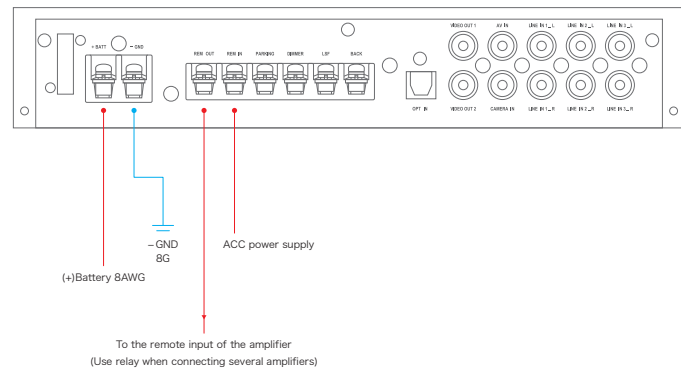 VIDEO OUT 1 AV IN LINE IN 1_L LINE IN 2_L LINE IN 3_L
+ BATT - GND REM OUT REM IN PARKING DIMMER LSP BACK
OPT IN VIDEO OUT 2 CAMERA IN LINE IN 1_R LINE IN 2_R LINE IN 3_R
– GND
8G
ACC power supply
(+)Battery 8AWG
To the remote input of the amplifier
(Use relay when connecting several amplifiers)